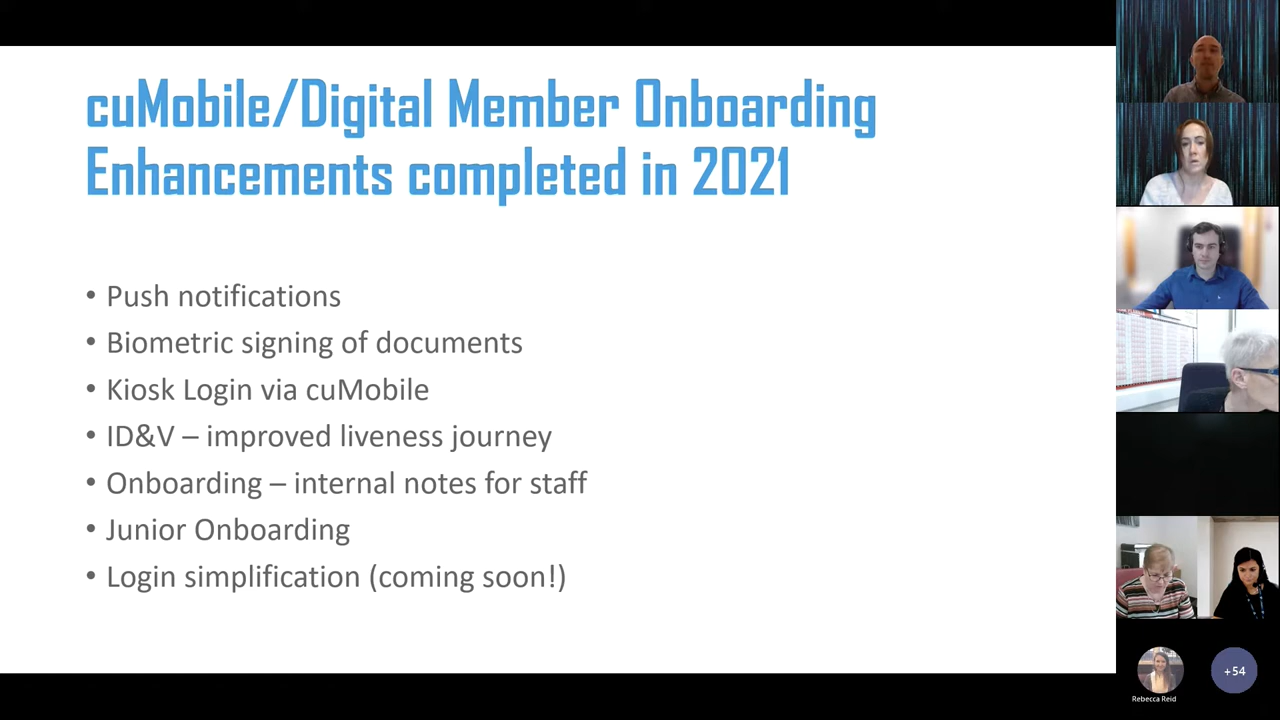 cuMobile/Digital Member Onboarding
Enhancements completed in 2021
• Push notifications
• Biometric signing of documents
• Kiosk Login via cuMobile
• ID&V – improved liveness journey
• Onboarding – internal notes for staff
• Junior Onboarding
• Login simplification (coming soon!)
+54
Rebecca Reid